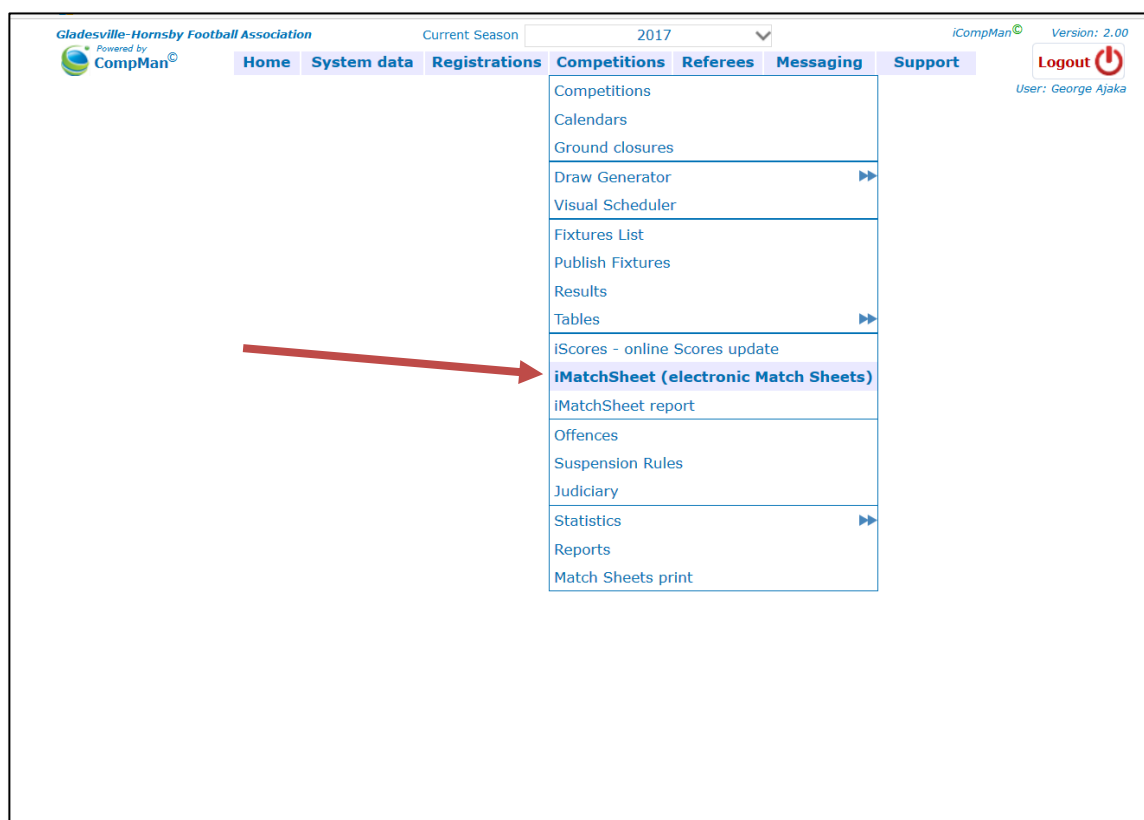 Gladesville-Hornsby Football Association Current Season 2017 iCompMan© Version: 2.00
Powered by
CompMan©
Home System data Registrations Competitions Referees Messaging Support Logout
User: George Ajaka
Competitions
Calendars
Ground closures
Draw Generator
Visual Scheduler
Fixtures List
Publish Fixtures
Results
Tables
iScores - online Scores update
iMatchSheet (electronic Match Sheets)
iMatchSheet report
Offences
Suspension Rules
Judiciary
Statistics
Reports
Match Sheets print